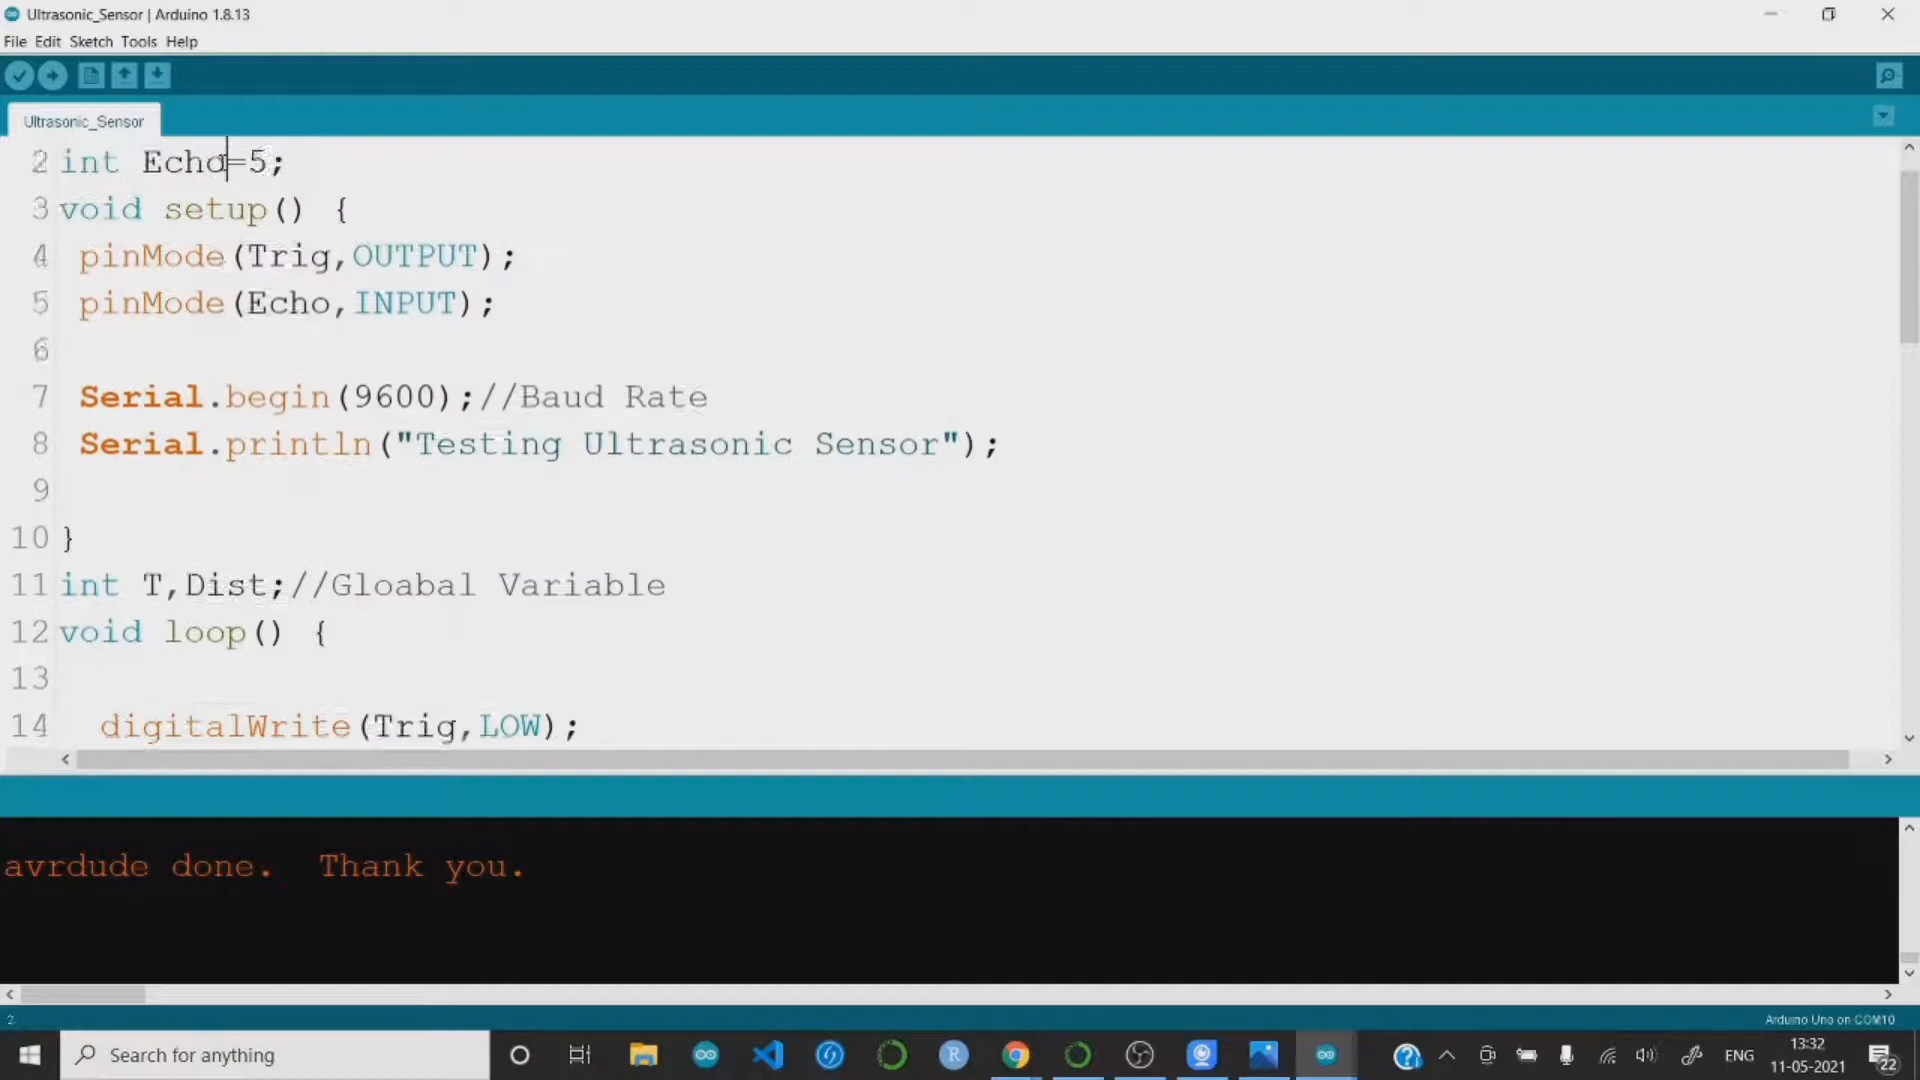 Ultrasonic_Sensor | Arduino 1.8.13
File Edit Sketch Tools Help
Ultrasonic_Sensor
2 int Echo=5;
3 void setup() {
4 pinMode(Trig,OUTPUT);
5 pinMode(Echo,INPUT);
6
7 Serial.begin(9600);//Baud Rate
8 Serial.println("Testing Ultrasonic Sensor");
9
10 }
11 int T,Dist;//Gloabal Variable
12 void loop() {
13
14 digitalWrite(Trig,LOW);
avrdude done.  Thank you.
2
Arduino Uno on COM10
Search for anything
R
ENG
13:32
11-05-2021
22